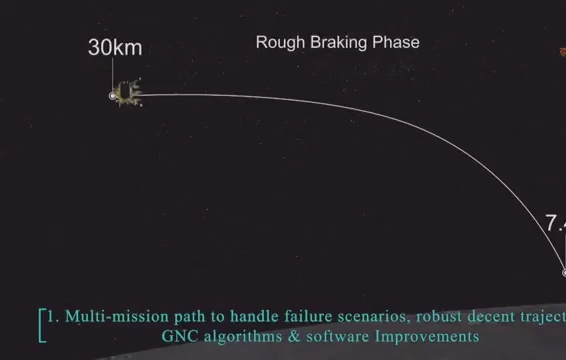 30km
Rough Braking Phase
7.4
1. Multi-mission path to handle failure scenarios, robust decent traject
GNC algorithms & software Improvements